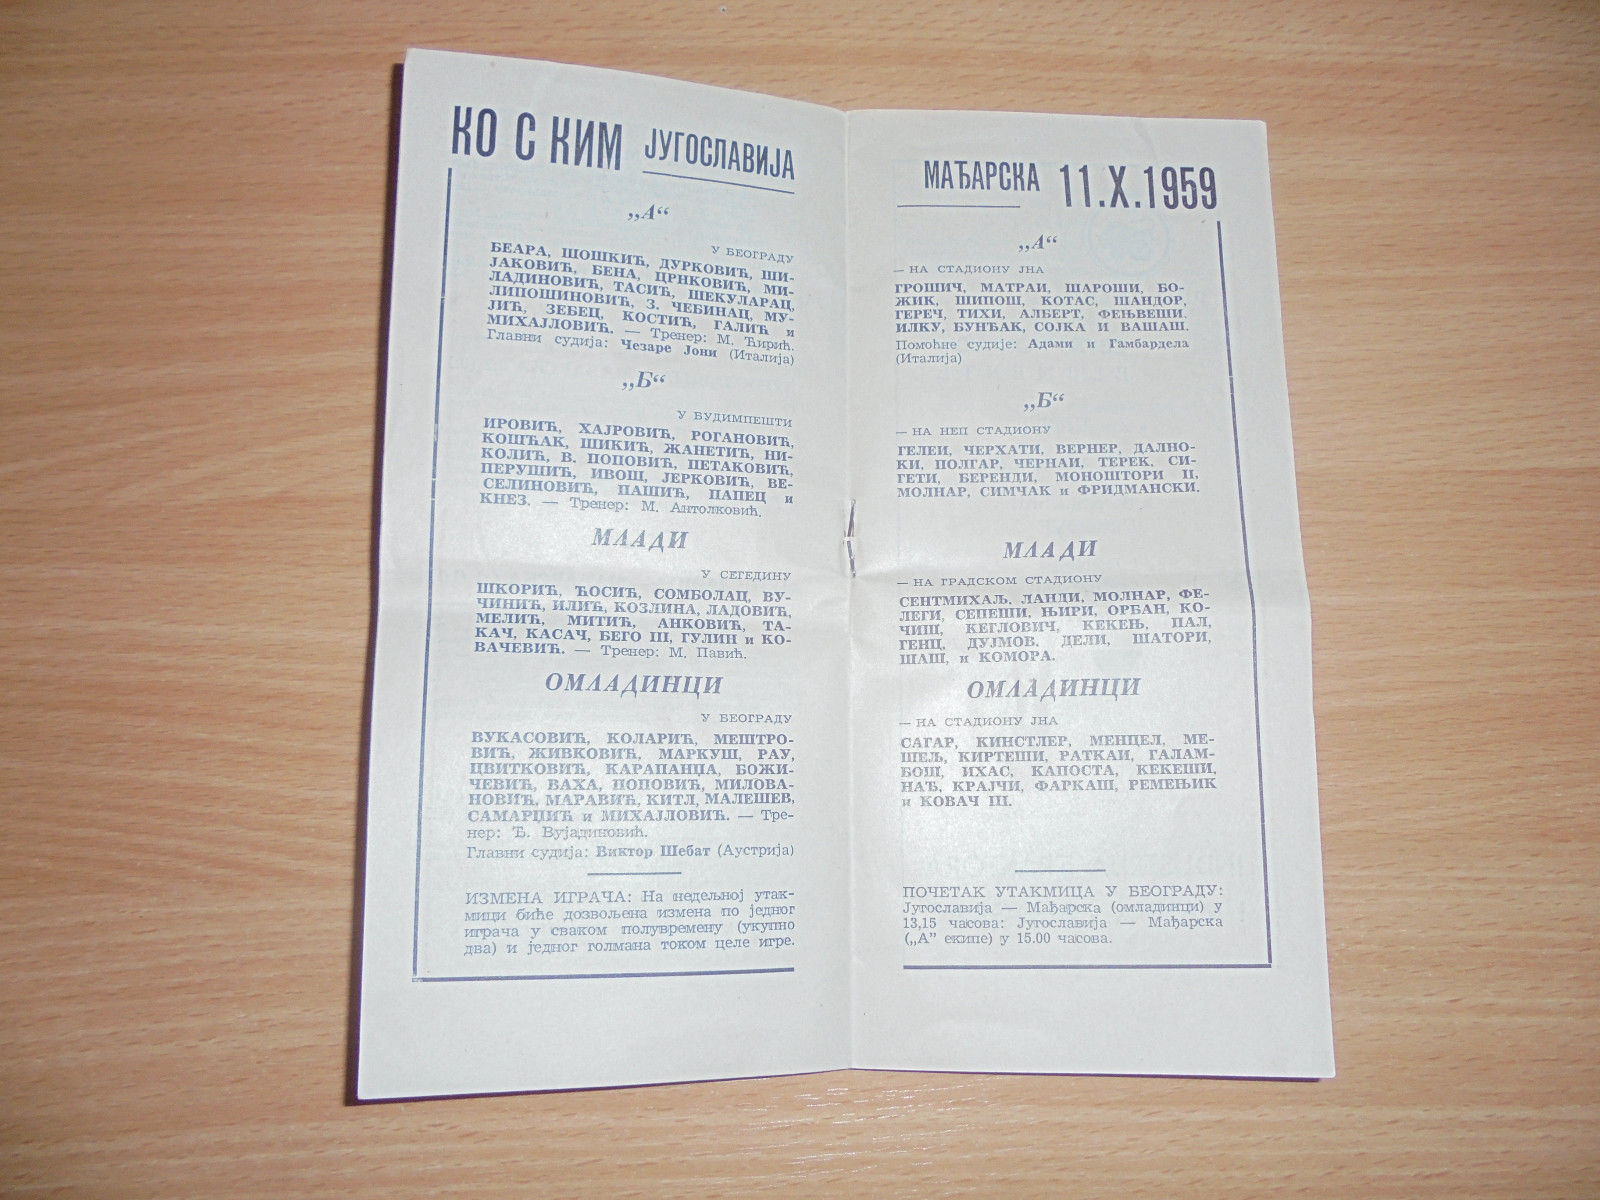 КО С КИМ ЈУГОСЛАВИЈА
„А“
У БЕОГРАДУ
БЕАРА, ШОШКИЋ, ДУРКОВИЋ, ШИ-
ЈАКОВИЋ, БЕНА, ЦРНКОВИЋ, МИ-
ЛАДИНОВИЋ, ТАСИЋ, ШЕКУЛАРАЦ,
ЛИПОШИНОВИЋ, З. ЧЕБИНАЦ, МУ-
ЈИЋ, ЗЕБЕЦ, КОСТИЋ, ГАЛИЋ и
МИХАЈЛОВИЋ. — Тренер: М. Ћирић.
Главни судија: Чезаре Јони (Италија)
„Б“
У БУДИМПЕШТИ
ИРОВИЋ, ХАЈРОВИЋ, РОГАНОВИЋ,
КОШЋАК, ШИКИЋ, ЖАНЕТИЋ, НИ-
КОЛИЋ, В. ПОПОВИЋ, ПЕТАКОВИЋ,
ПЕРУШИЋ, ИВОШ, ЈЕРКОВИЋ, ВЕ-
СЕЛИНОВИЋ, ПАШИЋ, ПАПЕЦ и
КНЕЗ. — Тренер: М. Антолковић.
МЛАДИ
У СЕГЕДИНУ
ШКОРИЋ, ЋОСИЋ, СОМБОЛАЦ, ВУ-
ЧИНИЋ, ИЛИЋ, КОЗЛИНА, ЛАДОВИЋ,
МЕЛИЋ, МИТИЋ, АНКОВИЋ, ТА-
КАЧ, КАСАЧ, БЕГО III, ГУЛИН и КО-
ВАЧЕВИЋ. — Тренер: М. Павић.
ОМЛАДИНЦИ
У БЕОГРАДУ
ВУКАСОВИЋ, КОЛАРИЋ, МЕШТРО-
ВИЋ, ЖИВКОВИЋ, МАРКУШ, РАУ,
ЦВИТКОВИЋ, КАРАПАНЏА, БОЖИ-
ЧЕВИЋ, ВАХА, ПОПОВИЋ, МИЛОВА-
НОВИЋ, МАРАВИЋ, КИТЛ, МАЛЕШЕВ,
САМАРЏИЋ и МИХАЈЛОВИЋ. — Тре-
нер: Ђ. Вујадиновић.
Главни судија: Виктор Шебат (Аустрија)
ИЗМЕНА ИГРАЧА: На недељној утак-
мици биће дозвољена измена по једног
играча у сваком полувремену (укупно
два) и једног голмана током целе игре.
МАЂАРСКА 11.X.1959
„А“
— НА СТАДИОНУ ЈНА
ГРОШИЧ, МАТРАИ, ШАРОШИ, БО-
ЖИК, ШИПОШ, КОТАС, ШАНДОР,
ГЕРЕЧ, ТИХИ, АЛБЕРТ, ФЕЊВЕШИ.
ИЛКУ, БУНЂАК, СОЈКА И ВАШАШ.
Помоћне судије: Адами и Гамбардела
(Италија)
„Б“
— НА НЕП СТАДИОНУ
ГЕЛЕИ, ЧЕРХАТИ, ВЕРНЕР, ДАЛНО-
КИ, ПОЛГАР, ЧЕРНАИ, ТЕРЕК, СИ-
ГЕТИ, БЕРЕНДИ, МОНОШТОРИ II,
МОЛНАР, СИМЧАК и ФРИДМАНСКИ.
МЛАДИ
— НА ГРАДСКОМ СТАДИОНУ
СЕНТМИХАЉ, ЛАНДИ, МОЛНАР, ФЕ-
ЛЕГИ, СЕПЕШИ, ЊИРИ, ОРБАН, КО-
ЧИШ, КЕГЛОВИЧ, КЕКЕЊ, ПАЛ,
ГЕНЦ, ДУЈМОВ, ДЕЛИ, ШАТОРИ,
ШАШ, и КОМОРА.
ОМЛАДИНЦИ
— НА СТАДИОНУ ЈНА
САГАР, КИНСТЛЕР, МЕНЦЕЛ, МЕ-
ШЕЉ, КИРТЕШИ, РАТКАИ, ГАЛАМ-
БОШ, ИХАС, КАПОСТА, КЕКЕШИ,
НАЂ, КРАЈЧИ, ФАРКАШ, РЕМЕЊИК
и КОВАЧ III.
ПОЧЕТАК УТАКМИЦА У БЕОГРАДУ:
Југославија — Мађарска (омладинци) у
13,15 часова: Југославија — Мађарска
(„А” екипе) у 15.00 часова.